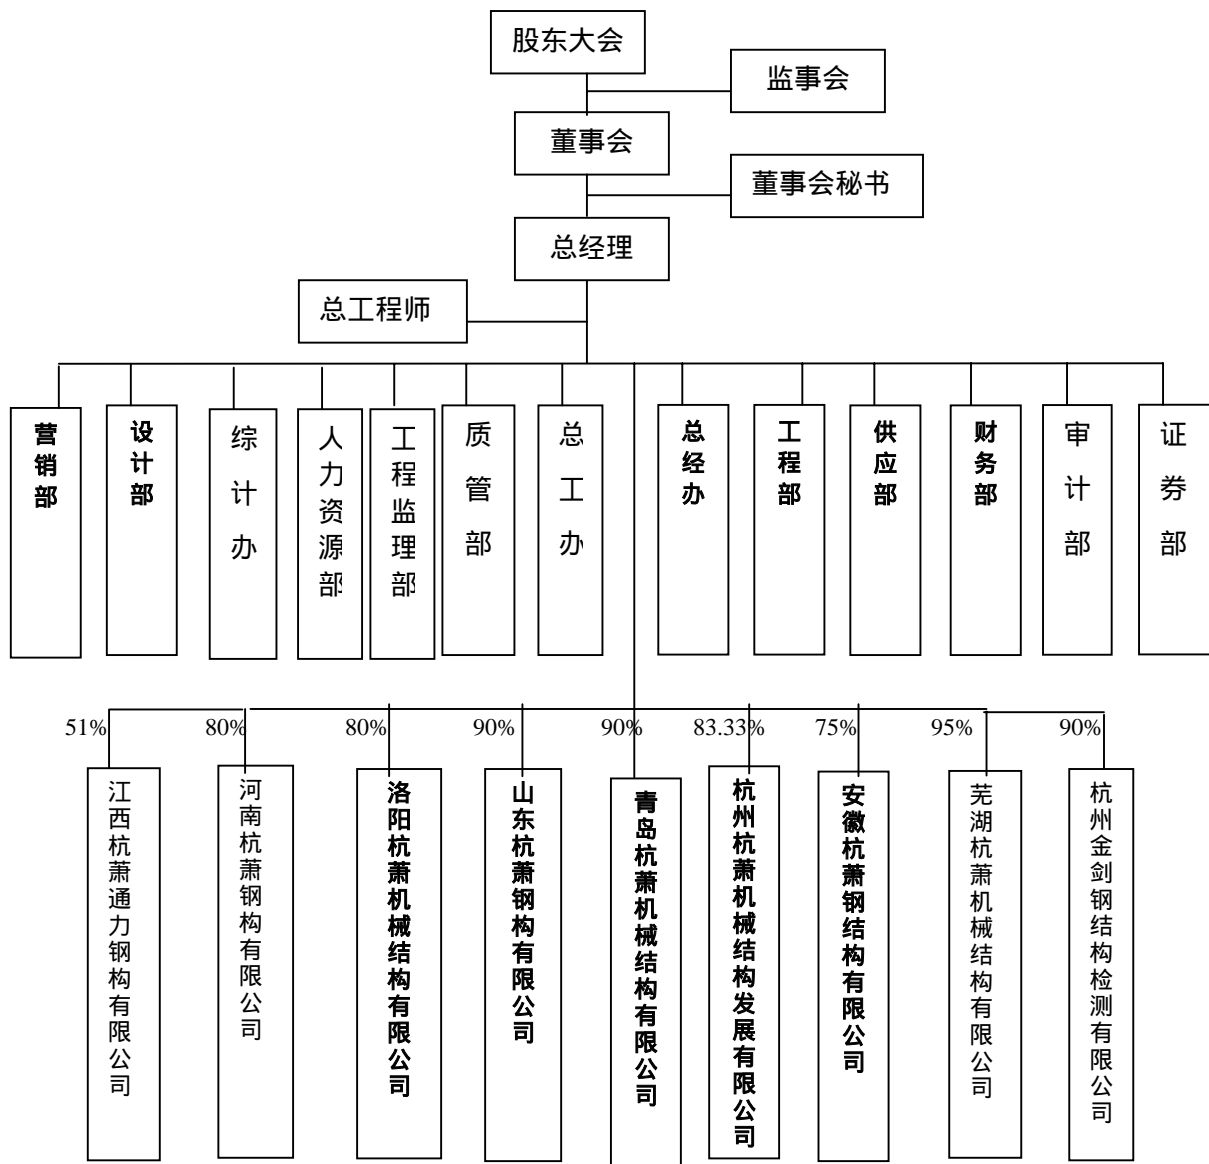 股东大会
监事会
董事会
董事会秘书
总经理
总工程师
营销部
设计部
综计办
人力资源部
工程监理部
质管部
总工办
总经办
工程部
供应部
财务部
审计部
证券部
51%
80%
80%
90%
90%
83.33%
75%
95%
90%
江西杭萧通力钢构有限公司
河南杭萧钢构有限公司
洛阳杭萧机械结构有限公司
山东杭萧钢构有限公司
青岛杭萧机械结构有限公司
杭州杭萧机械结构发展有限公司
安徽杭萧钢结构有限公司
芜湖杭萧机械结构有限公司
杭州金剑钢结构检测有限公司